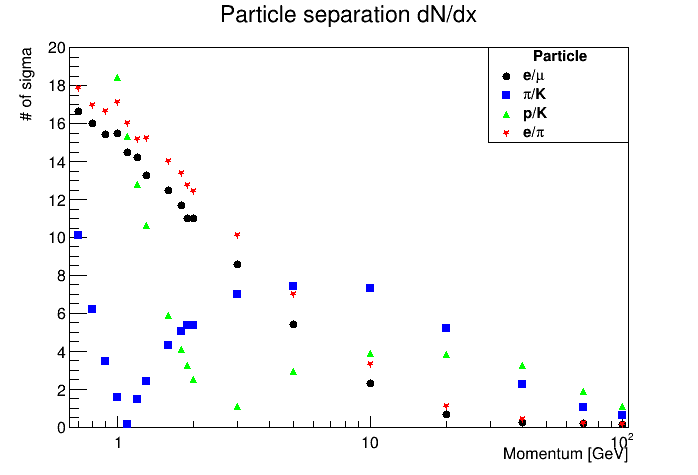 Particle separation dN/dx
# of sigma
20
18
16
14
12
10
8
6
4
2
0
Particle
e/μ
π/K
p/K
e/π
1
10
10²
Momentum [GeV]